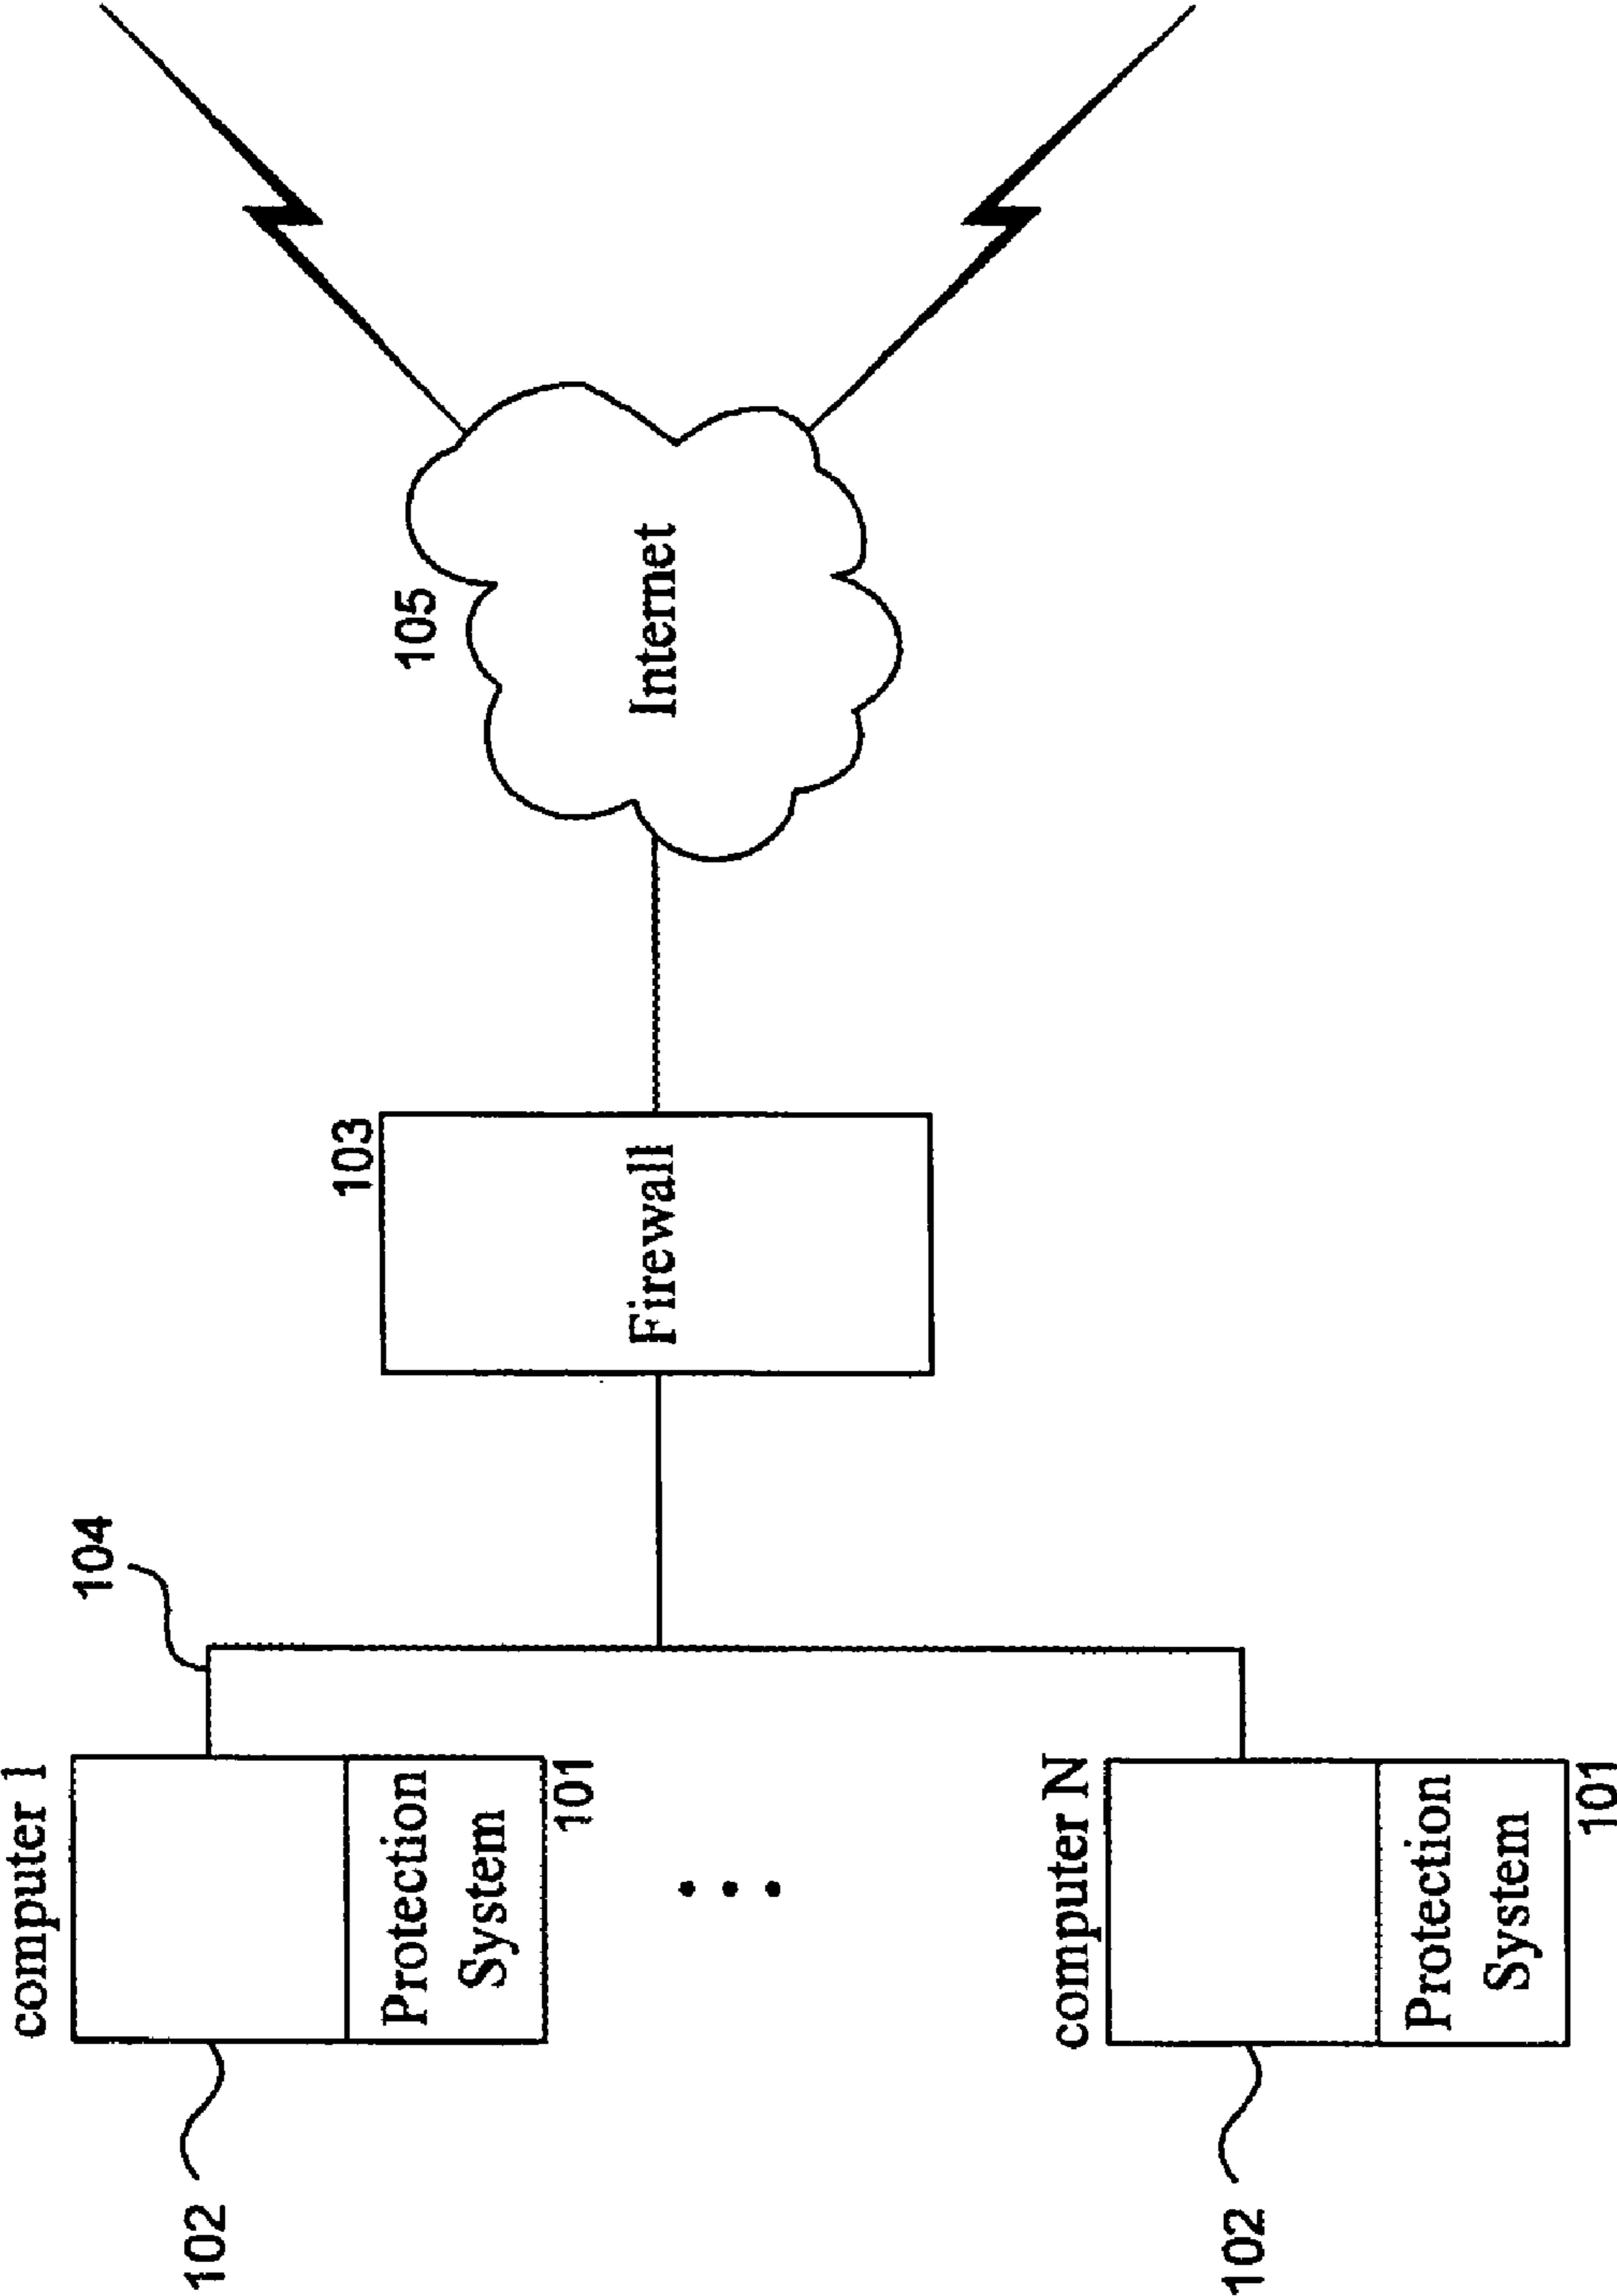 computer 1
102
Protection
System
101
104
computer N
102
Protection
System
101
103
Firewall
105
Internet